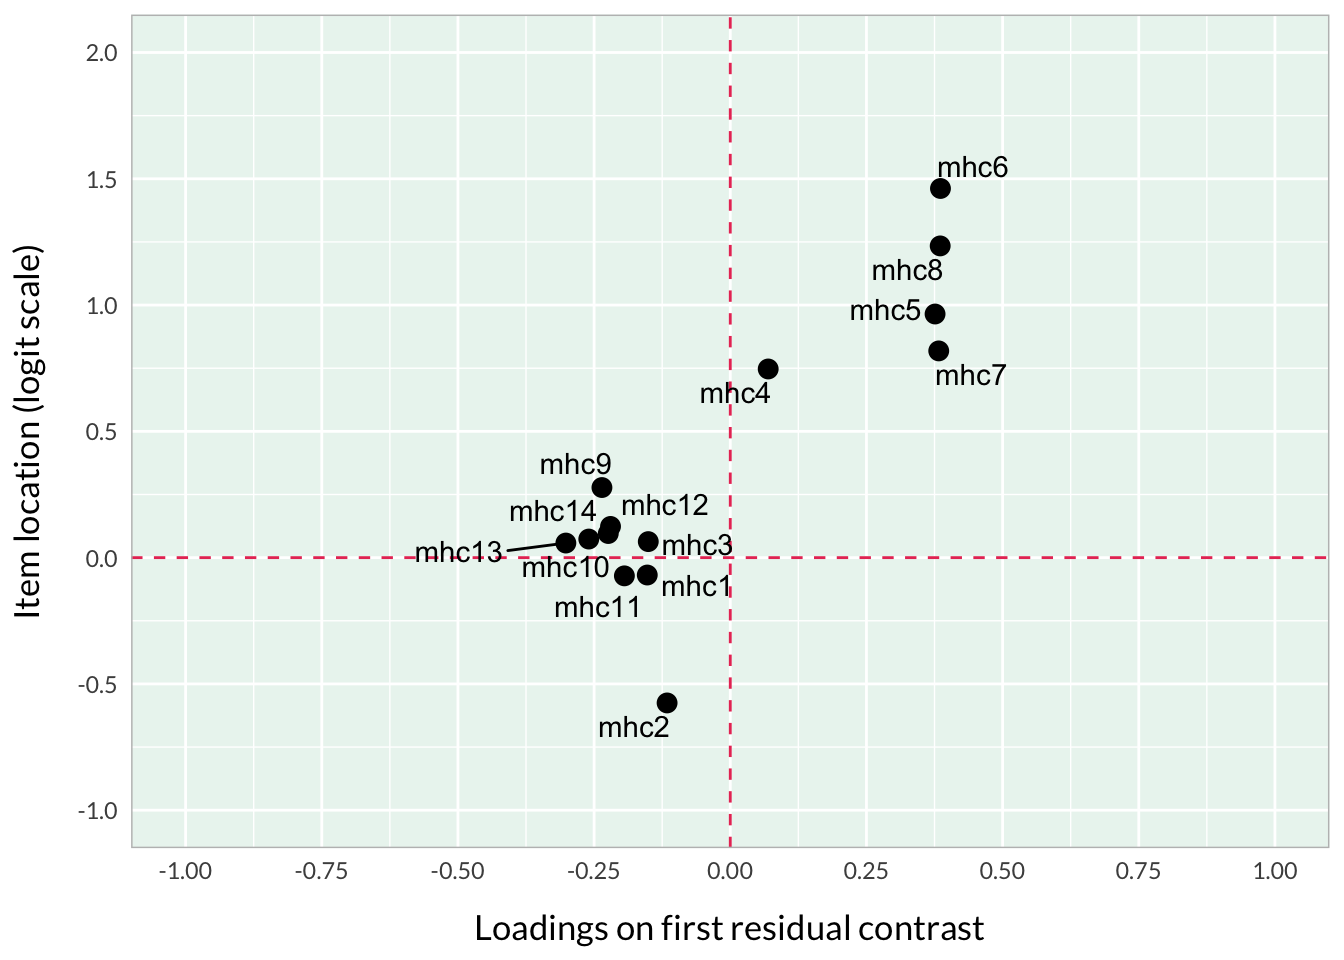 2.0
1.5
1.0
0.5
0.0
-0.5
-1.0
Item location (logit scale)
mhc6
mhc8
mhc5
mhc7
mhc4
mhc9
mhc12
mhc14
mhc3
mhc13
mhc10
mhc1
mhc11
mhc2
-1.00 -0.75 -0.50 -0.25 0.00 0.25 0.50 0.75 1.00
Loadings on first residual contrast